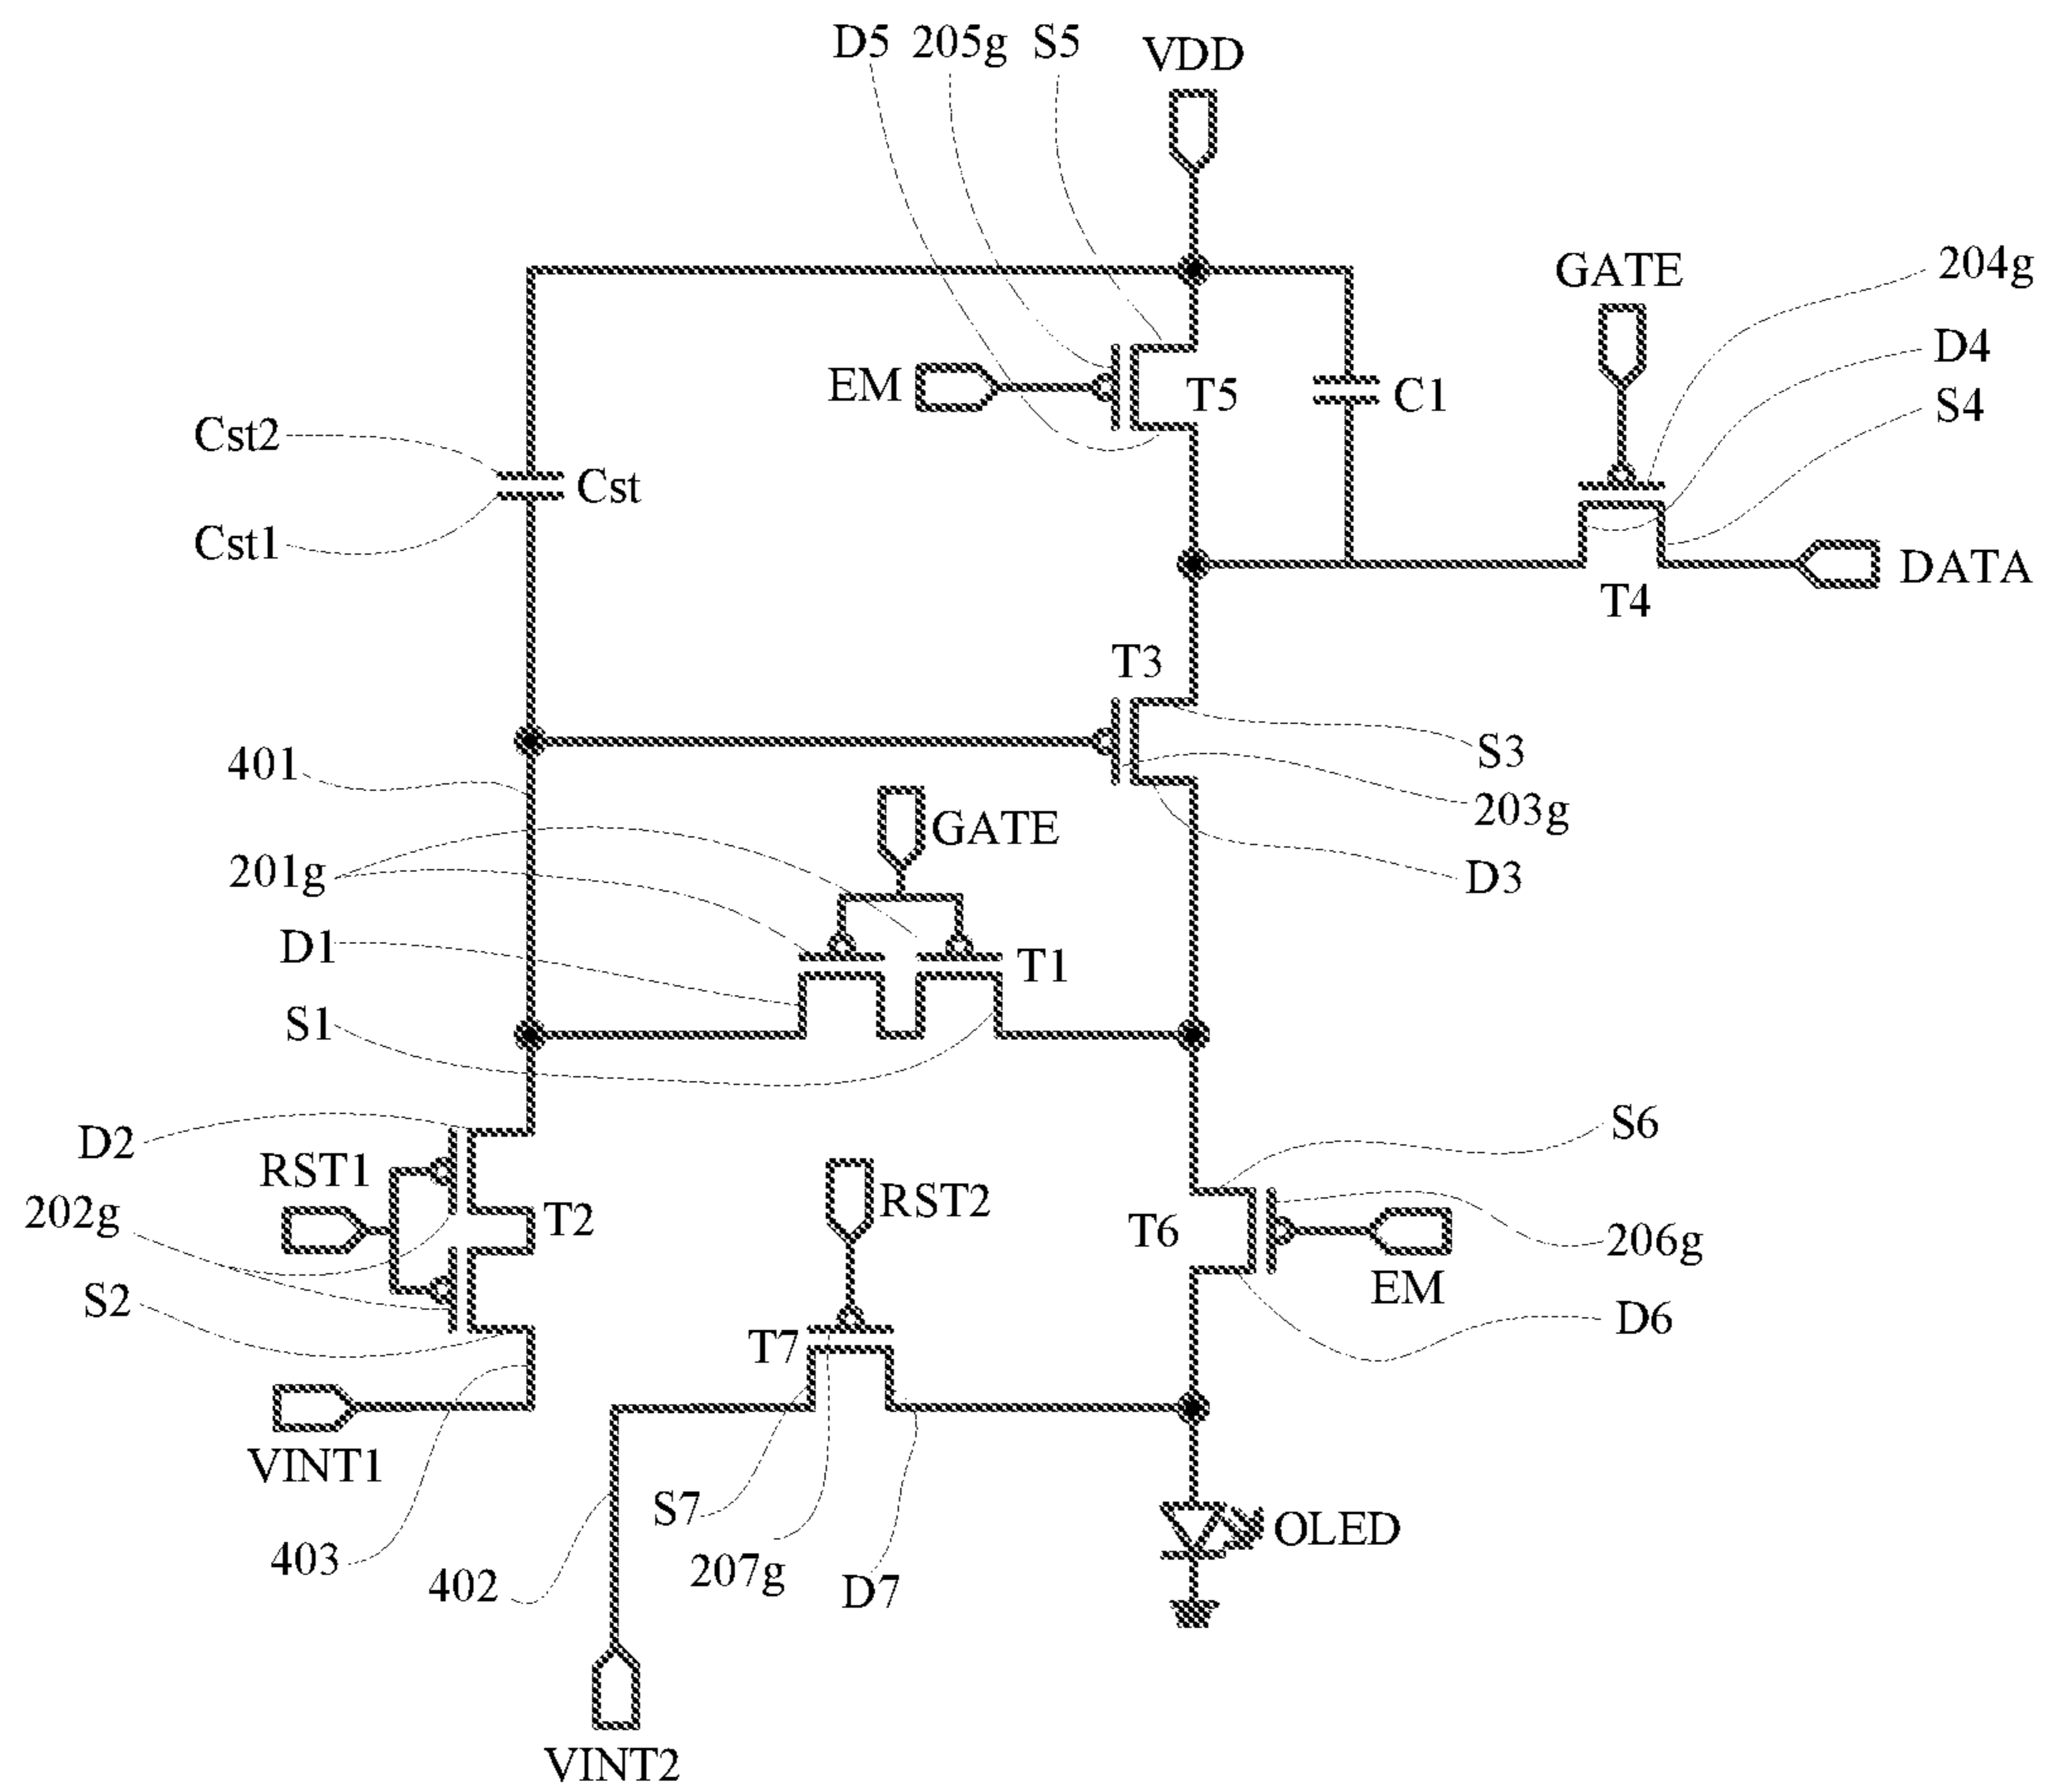 D5 205g S5 VDD
GATE 204g
D4
EM T5 C1 S4
Cst2
Cst
Cst1
DATA
T4
T3
S3
401
203g
GATE
201g D3
D1 T1
S1
D2 S6
RST1 RST2
202g T2 T6 206g
EM
S2 D6
T7
VINT1
S7 OLED
403 402 207g D7
VINT2